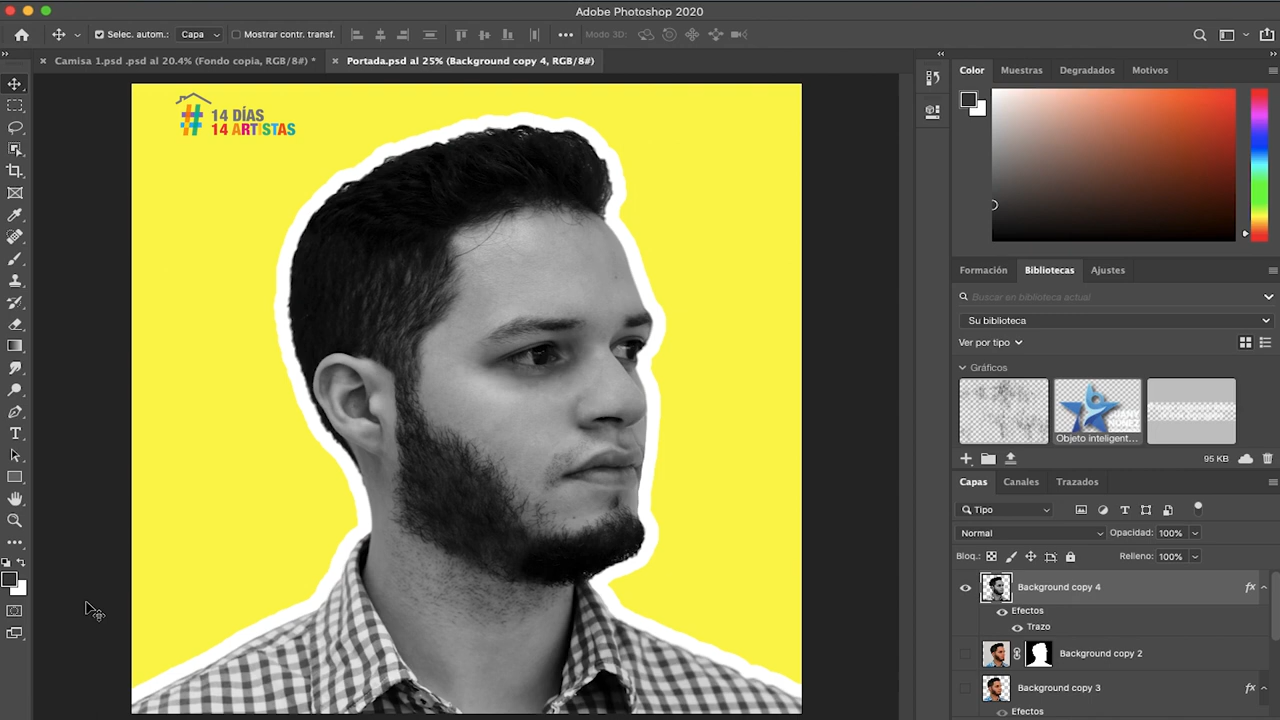 Adobe Photoshop 2020
Selec. autom.: Capa Mostrar contr. transf. Modo 3D:
Camisa 1.psd .psd al 20.4% (Fondo copia, RGB/8#) *
Portada.psd al 25% (Background copy 4, RGB/8#)
# 14 DÍAS
14 ARTISTAS
Color Muestras Degradados Motivos
Formación Bibliotecas Ajustes
Buscar en biblioteca actual
Su biblioteca
Ver por tipo
Gráficos
Objeto inteligent...
95 KB
Capas Canales Trazados
Tipo
Normal Opacidad: 100%
Bloq.: Relleno: 100%
Background copy 4 fx
Efectos
Trazo
Background copy 2
Background copy 3 fx
Efectos